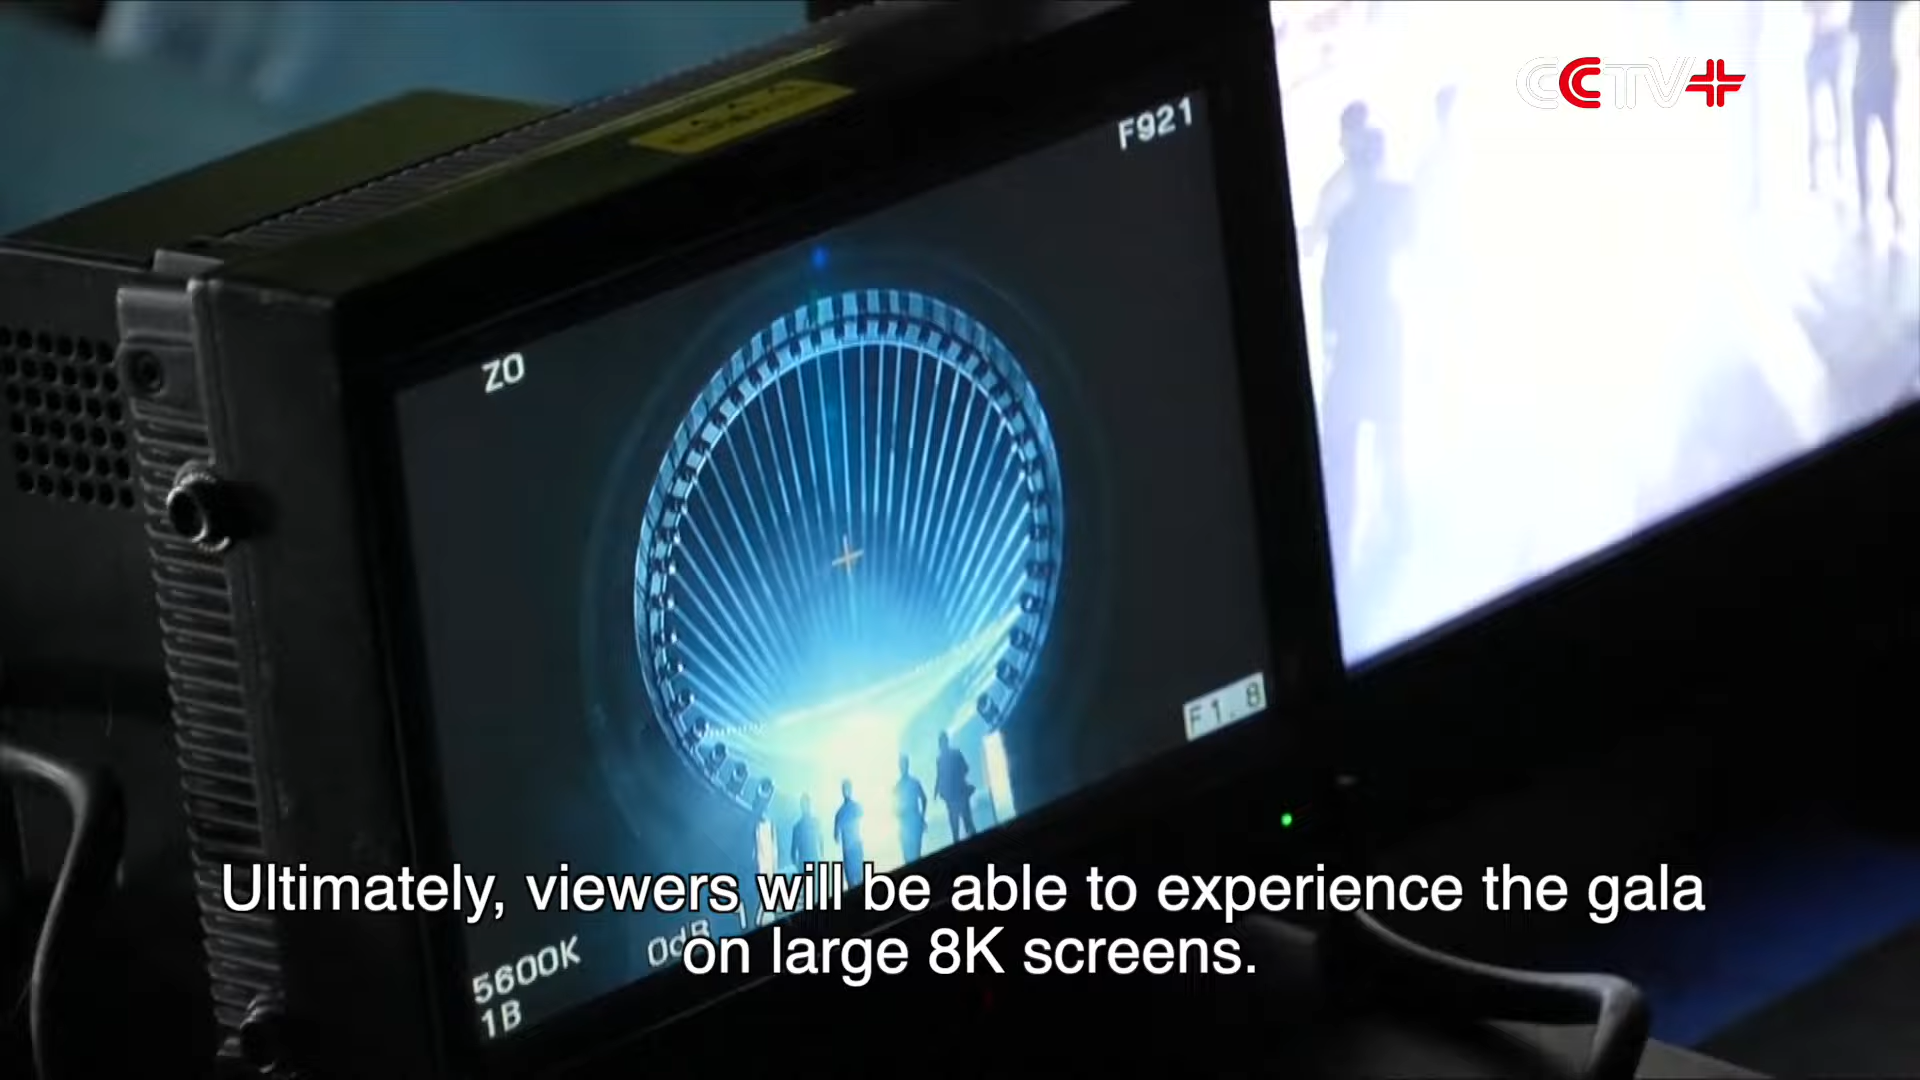 CCTV+
F921
ZO
F1.8
Ultimately, viewers will be able to experience the gala
on large 8K screens.
5600K
0dB
1B